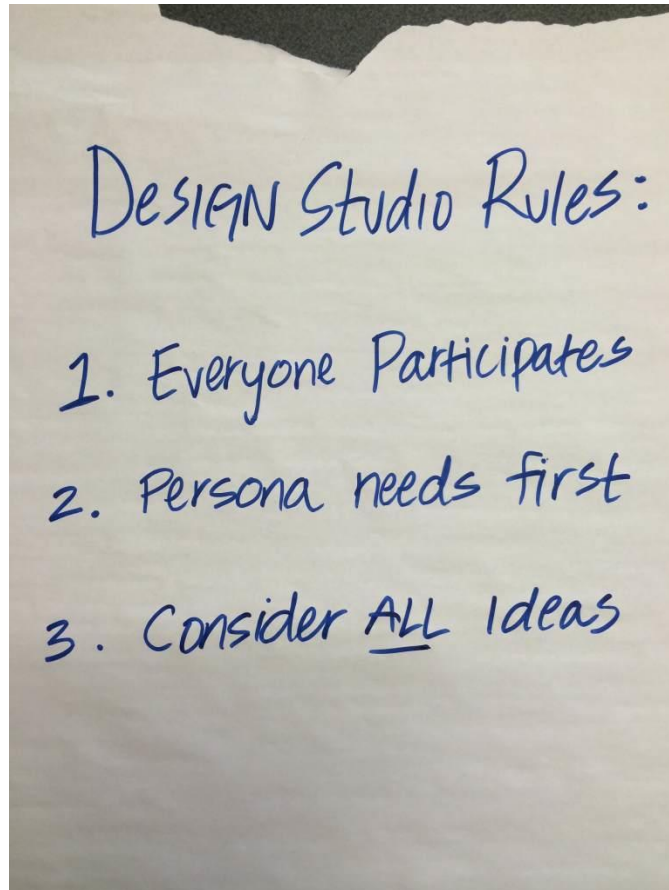 DesIGN Studio Rules:
1. Everyone Participates
2. Persona needs first
3. Consider ALL Ideas